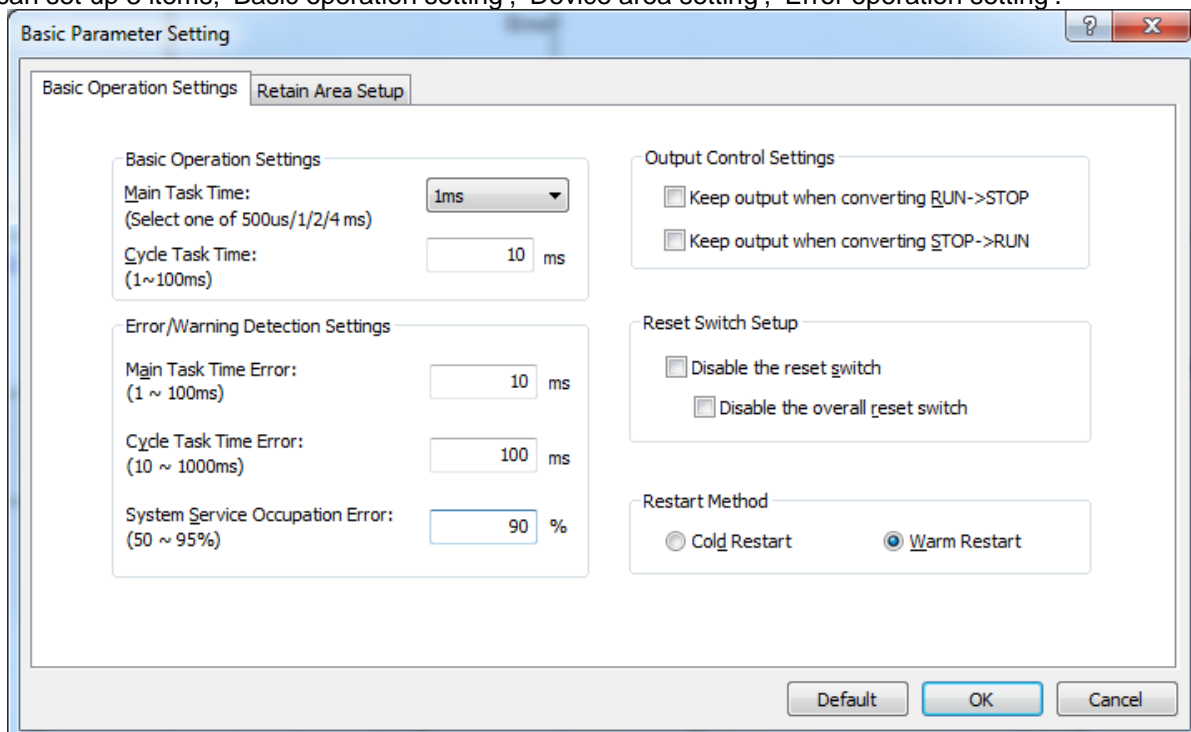 can set up 3 items, 'Basic operation setting', 'Device area setting', 'Error operation setting'.
Basic Parameter Setting
?
X
Basic Operation Settings
Retain Area Setup
Basic Operation Settings
Main Task Time:
(Select one of 500us/1/2/4 ms)
1ms
Cycle Task Time:
(1~100ms)
10 ms
Error/Warning Detection Settings
Main Task Time Error:
(1 ~ 100ms)
10 ms
Cycle Task Time Error:
(10 ~ 1000ms)
100 ms
System Service Occupation Error:
(50 ~ 95%)
90 %
Output Control Settings
Keep output when converting RUN->STOP
Keep output when converting STOP->RUN
Reset Switch Setup
Disable the reset switch
Disable the overall reset switch
Restart Method
Cold Restart
Warm Restart
Default
OK
Cancel